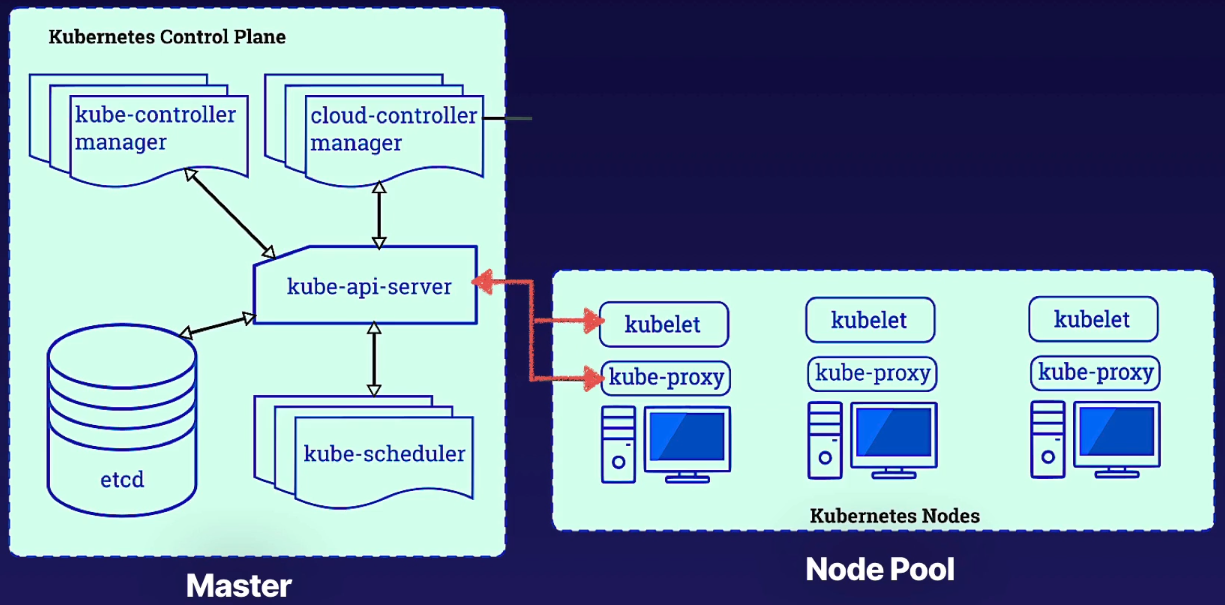 Kubernetes Control Plane
kube-controller
manager
cloud-controller
manager
kube-api-server
etcd
kube-scheduler
Master
kubelet
kubelet
kubelet
kube-proxy
kube-proxy
kube-proxy
Kubernetes Nodes
Node Pool